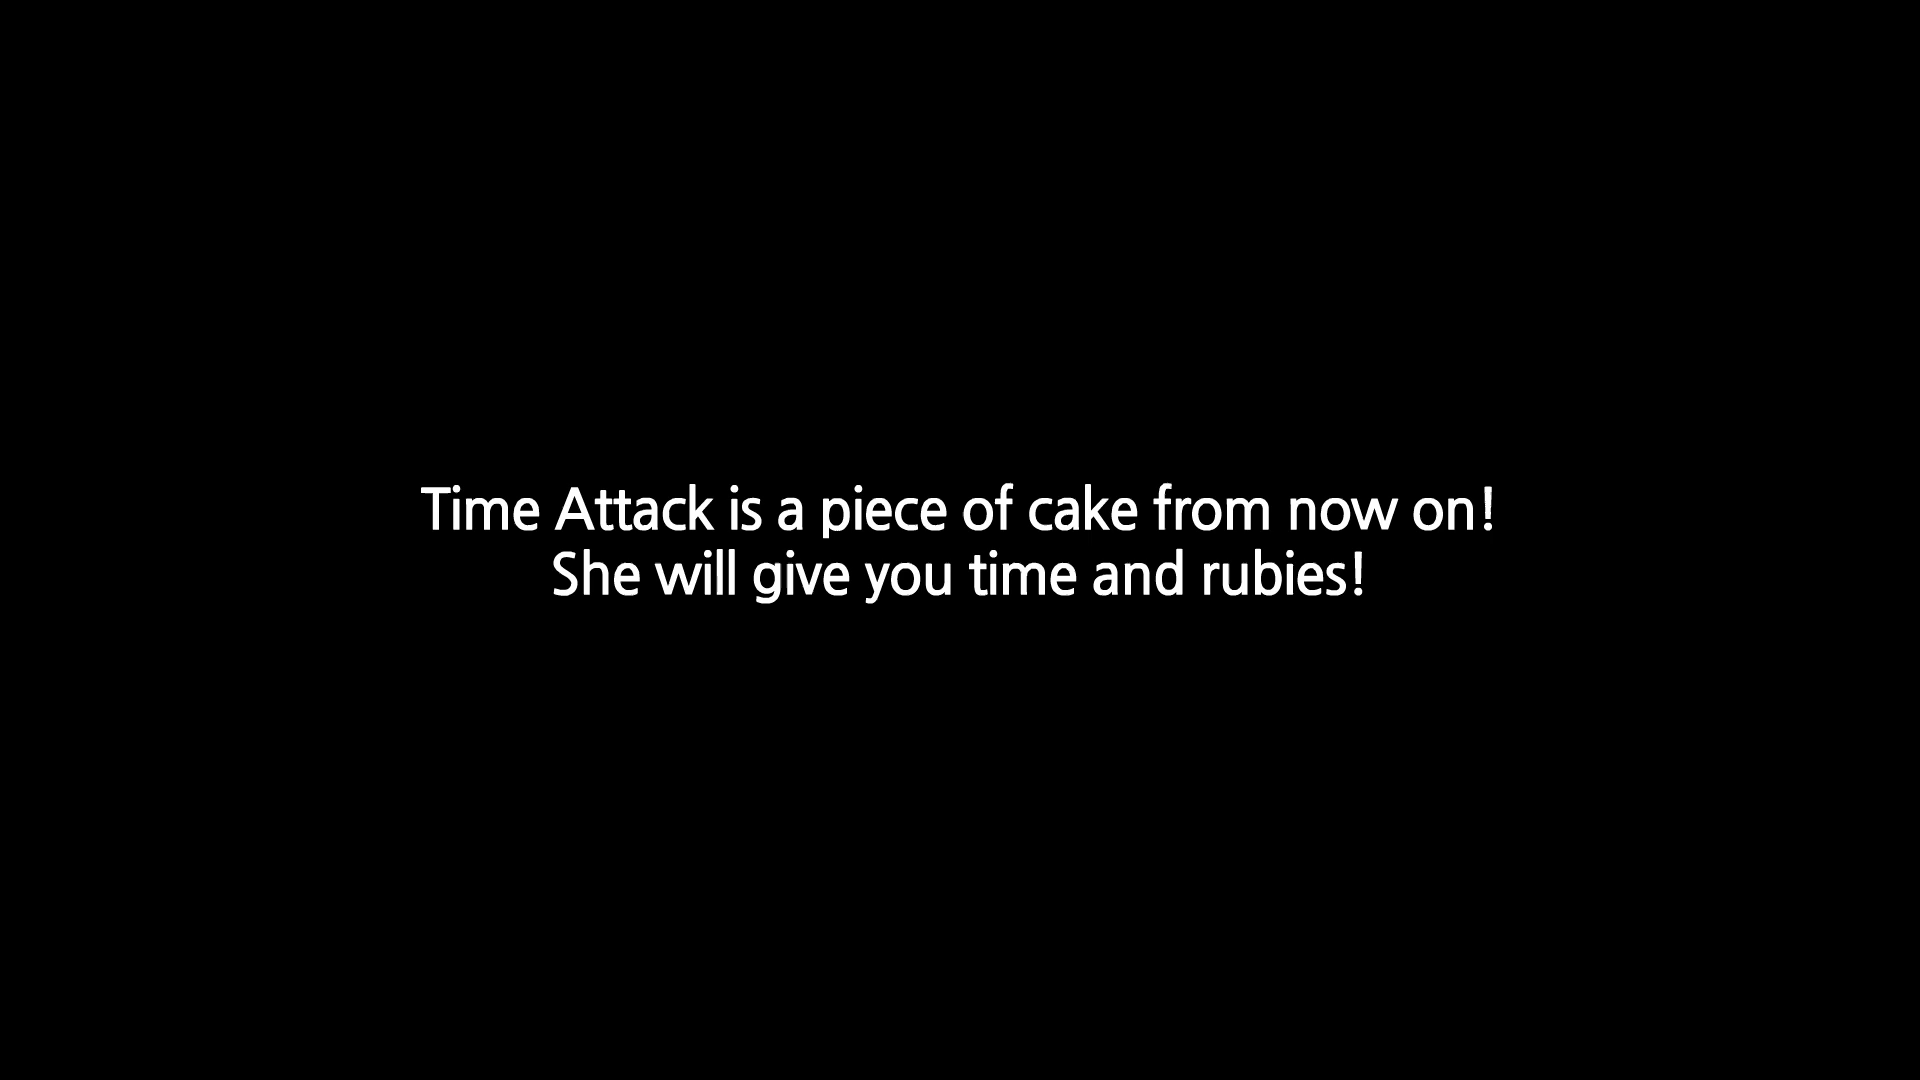 Time Attack is a piece of cake from now on!
She will give you time and rubies!